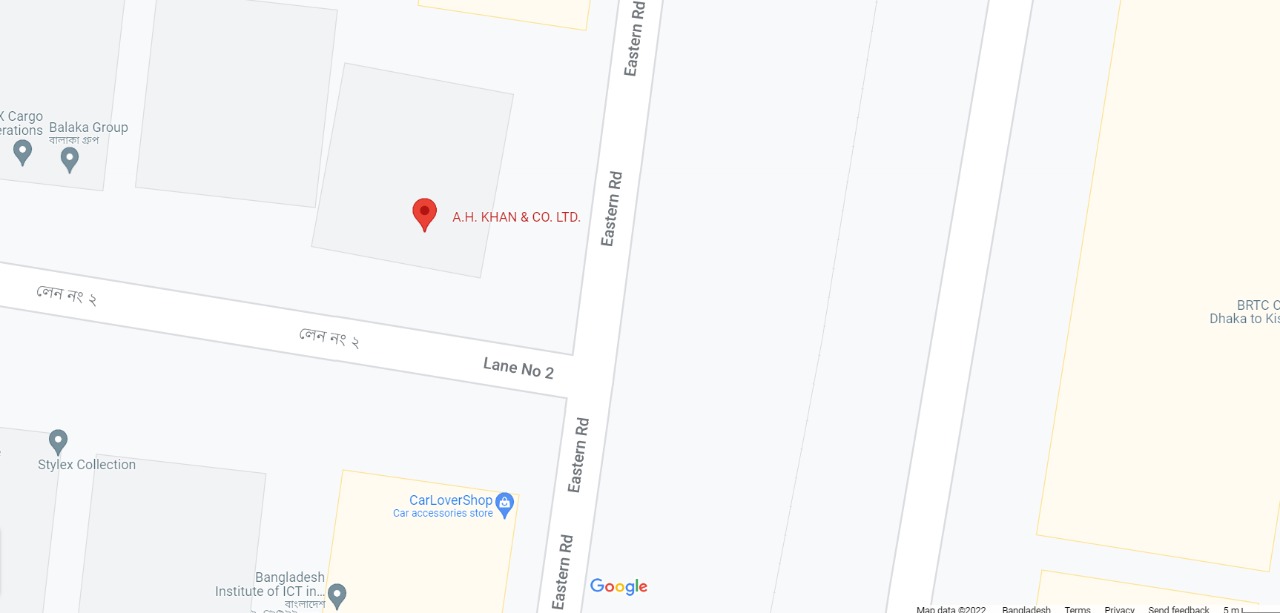 Eastern Rd
X Cargo
erations
Balaka Group
বালাকা গ্রুপ
Eastern Rd
A.H. KHAN & CO. LTD.
লেন নং ২
লেন নং ২
Lane No 2
BRTC C
Dhaka to Kis
Eastern Rd
Stylex Collection
CarLoverShop
Car accessories store
Eastern Rd
Bangladesh
Institute of ICT in...
বাংলাদেশ
Google
Map data ©2022 Bangladesh Terms Privacy Send feedback 5 m